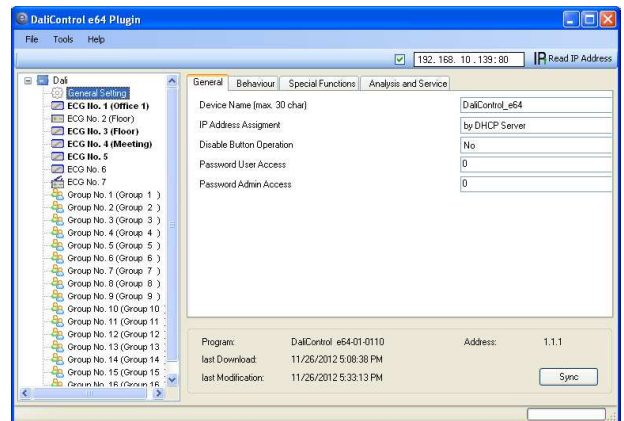 DaliControl e64 Plugin
File Tools Help
192. 168. 10 . 139: 80 Read IP Address
Dali
General Setting
ECG No. 1 (Office 1)
ECG No. 2 (Floor)
ECG No. 3 (Floor)
ECG No. 4 (Meeting)
ECG No. 5
ECG No. 6
ECG No. 7
Group No. 1 (Group 1 )
Group No. 2 (Group 2 )
Group No. 3 (Group 3 )
Group No. 4 (Group 4 )
Group No. 5 (Group 5 )
Group No. 6 (Group 6 )
Group No. 7 (Group 7 )
Group No. 8 (Group 8 )
Group No. 9 (Group 9 )
Group No. 10 (Group 10
Group No. 11 (Group 11
Group No. 12 (Group 12
Group No. 13 (Group 13
Group No. 14 (Group 14
Group No. 15 (Group 15
Group No. 16 (Group 16
General Behaviour Special Functions Analysis and Service
Device Name (max. 30 char) DaliControl_e64
IP Address Assigment by DHCP Server
Disable Button Operation No
Password User Access 0
Password Admin Access 0
Program: DaliControl e64-01-0110 Address: 1.1.1
last Download: 11/26/2012 5:08:38 PM
last Modification: 11/26/2012 5:33:13 PM
Sync